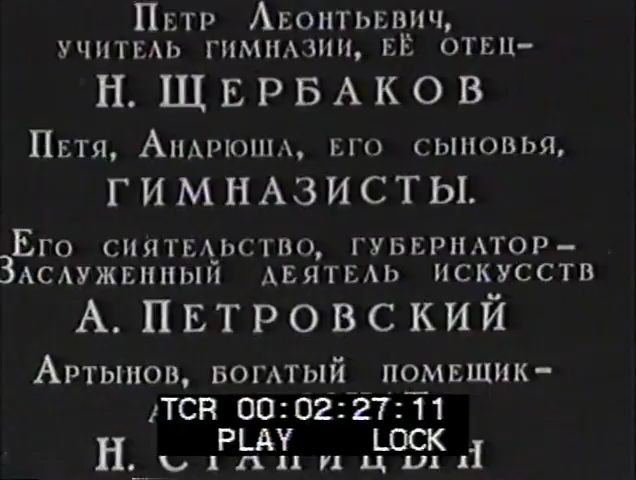 Петр Леонтьевич,
учитель гимназии, её отец–
Н. ЩЕРБАКОВ
Петя, Андрюша, его сыновья,
ГИМНАЗИСТЫ.
Его сиятельство, губернатор–
Заслуженный деятель искусств
А. ПЕТРОВСКИЙ
Артынов, богатый помещик–
TCR 00:02:27:11
PLAY LOCK
Н. СТАНИЦЫН